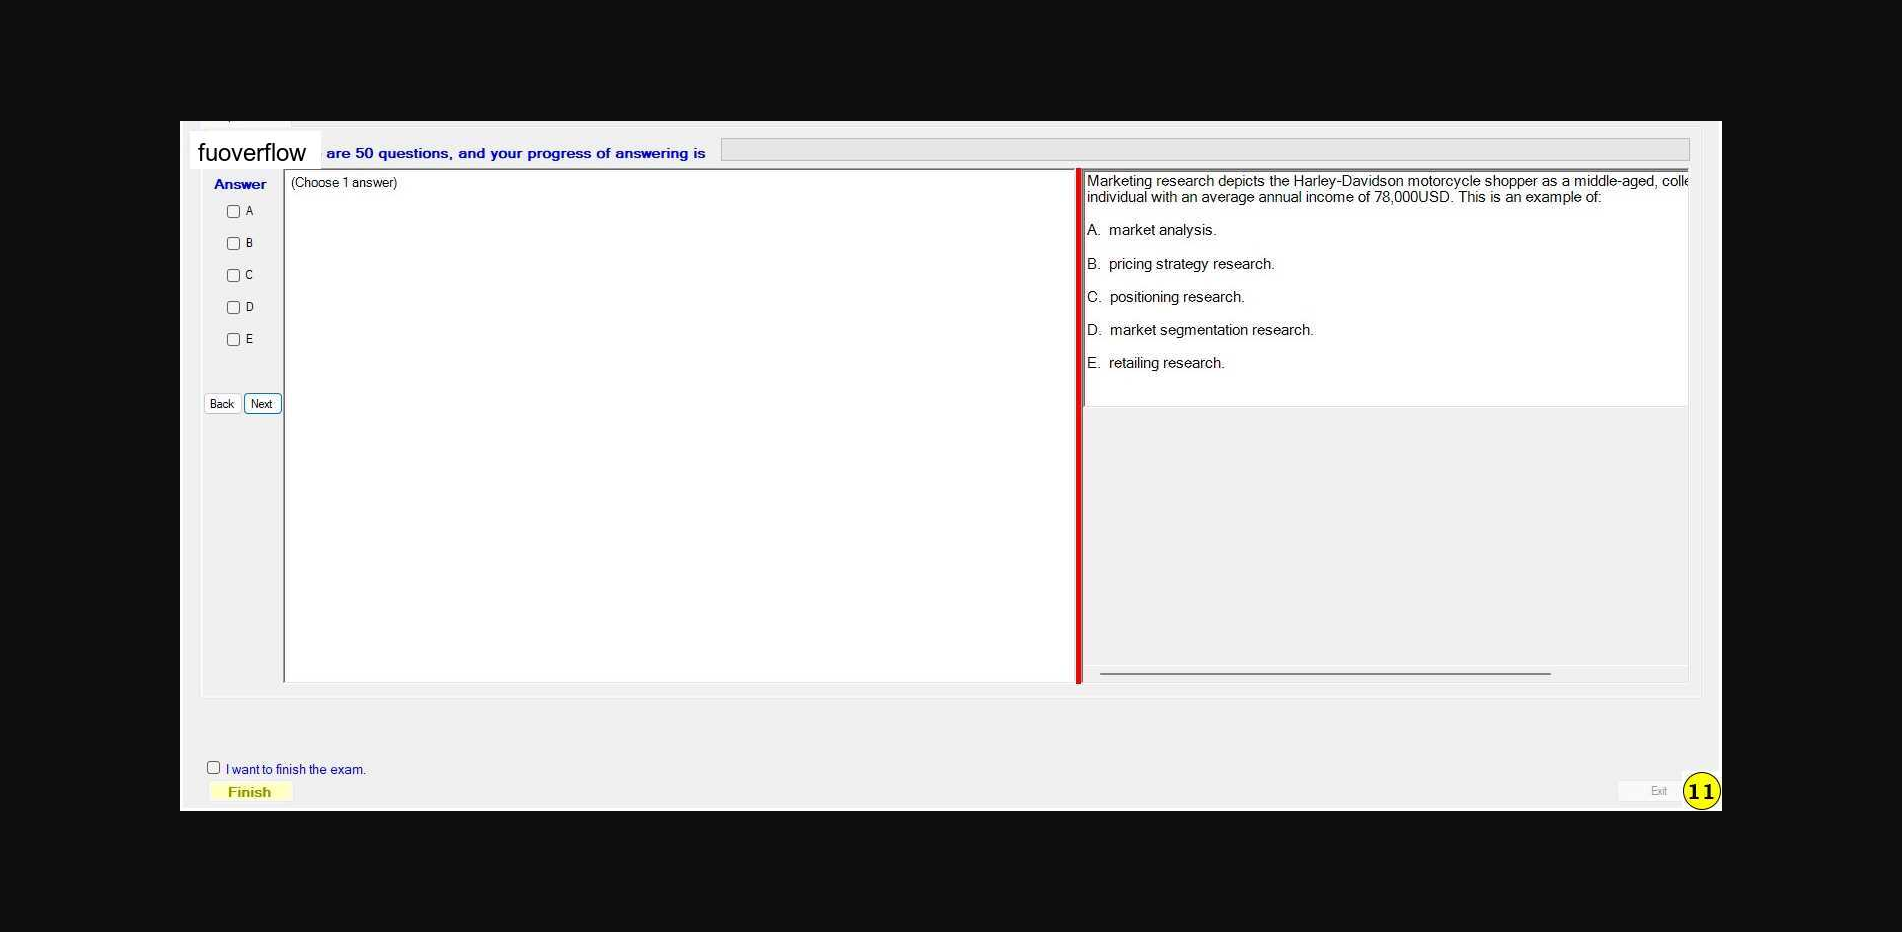 fuoverflow are 50 questions, and your progress of answering is
Answer
A
B
C
D
E
Back Next
(Choose 1 answer)
Marketing research depicts the Harley-Davidson motorcycle shopper as a middle-aged, colle
individual with an average annual income of 78,000USD. This is an example of:
A. market analysis.
B. pricing strategy research.
C. positioning research.
D. market segmentation research.
E. retailing research.
I want to finish the exam.
Finish
Exit
11